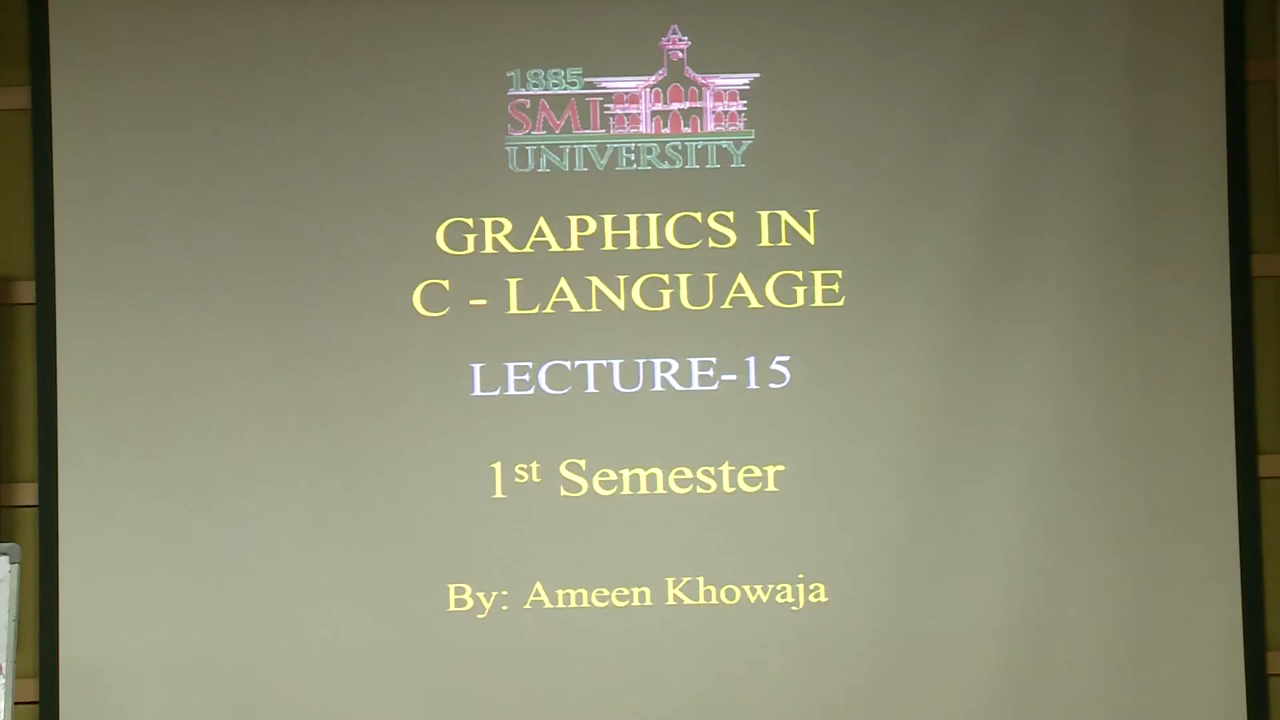 1885
SMI
UNIVERSITY
GRAPHICS IN
C - LANGUAGE
LECTURE-15
1st Semester
By: Ameen Khowaja